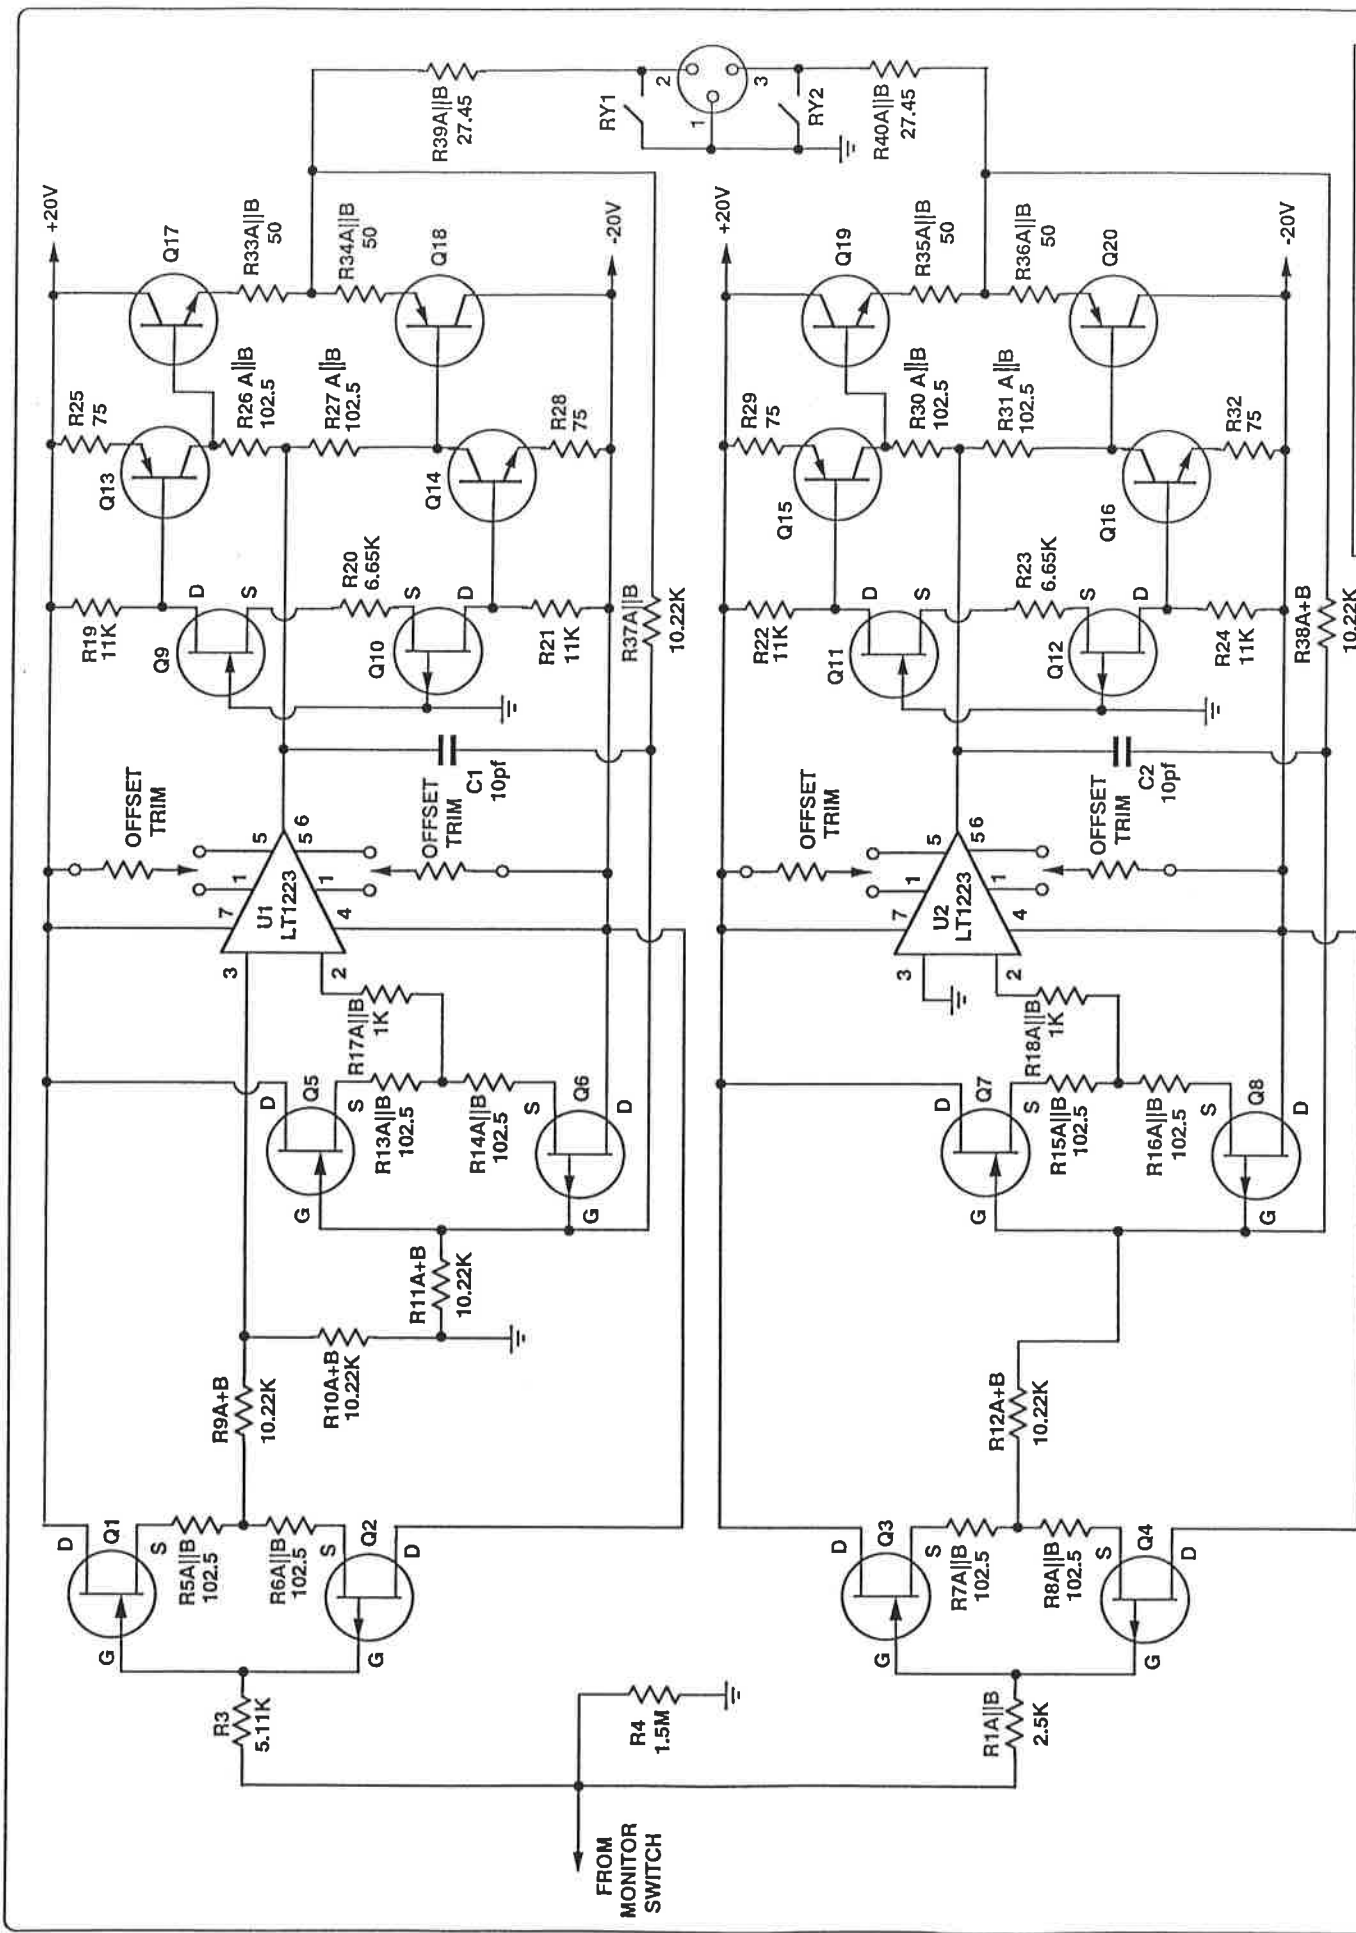 FROM
MONITOR
SWITCH
R3
5.11K
R4
1.5M
R1A||B
2.5K
G
G
D
Q1
S
R5A||B
102.5
R6A||B
102.5
S
Q2
D
R9A+B
10.22K
R10A+B
10.22K
R11A+B
10.22K
G
G
D
Q5
S
R13A||B
102.5
R14A||B
102.5
S
Q6
D
R17A||B
1K
3
2
7
4
U1
LT1223
1
5
1
5
6
OFFSET
TRIM
OFFSET
TRIM
C1
10pf
R19
11K
Q9
D
S
R20
6.65K
S
Q10
D
R21
11K
R37A||B
10.22K
R25
75
Q13
R26 A||B
102.5
R27 A||B
102.5
Q14
R28
75
+20V
Q17
R33A||B
50
R34A||B
50
Q18
-20V
R39A||B
27.45
RY1
2
1
3
RY2
R40A||B
27.45
G
G
D
Q3
S
R7A||B
102.5
R8A||B
102.5
S
Q4
D
R12A+B
10.22K
G
G
D
Q7
S
R15A||B
102.5
R16A||B
102.5
S
Q8
D
R18A||B
1K
3
2
7
4
U2
LT1223
1
5
1
5
6
OFFSET
TRIM
OFFSET
TRIM
C2
10pf
R22
11K
Q11
D
S
R23
6.65K
S
Q12
D
R24
11K
R38A+B
10.22K
R29
75
Q15
R30 A||B
102.5
R31 A||B
102.5
Q16
R32
75
+20V
Q19
R35A||B
50
R36A||B
50
Q20
-20V